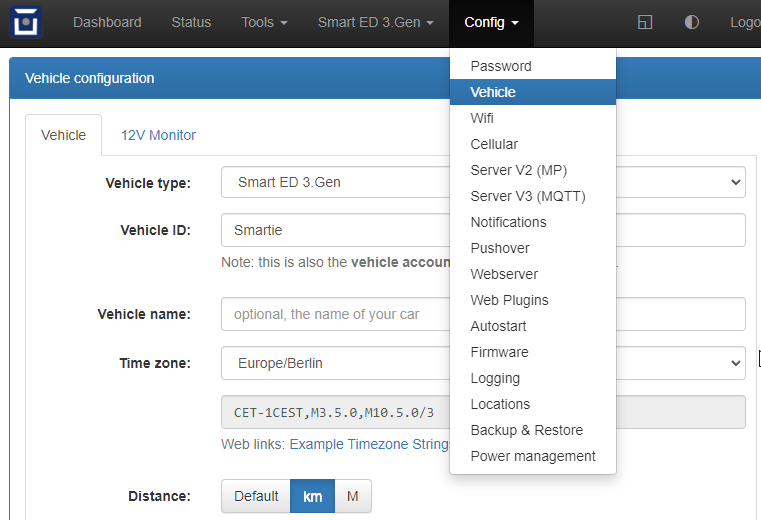 Dashboard Status Tools Smart ED 3.Gen Config Logo
Password
Vehicle
Wifi
Cellular
Server V2 (MP)
Server V3 (MQTT)
Notifications
Pushover
Webserver
Web Plugins
Autostart
Firmware
Logging
Locations
Backup & Restore
Power management
Vehicle configuration
Vehicle 12V Monitor
Vehicle type: Smart ED 3.Gen
Vehicle ID: Smartie
Note: this is also the vehicle accoun
Vehicle name: optional, the name of your car
Time zone: Europe/Berlin
CET-1CEST,M3.5.0,M10.5.0/3
Web links: Example Timezone Strings
Distance: Default km M